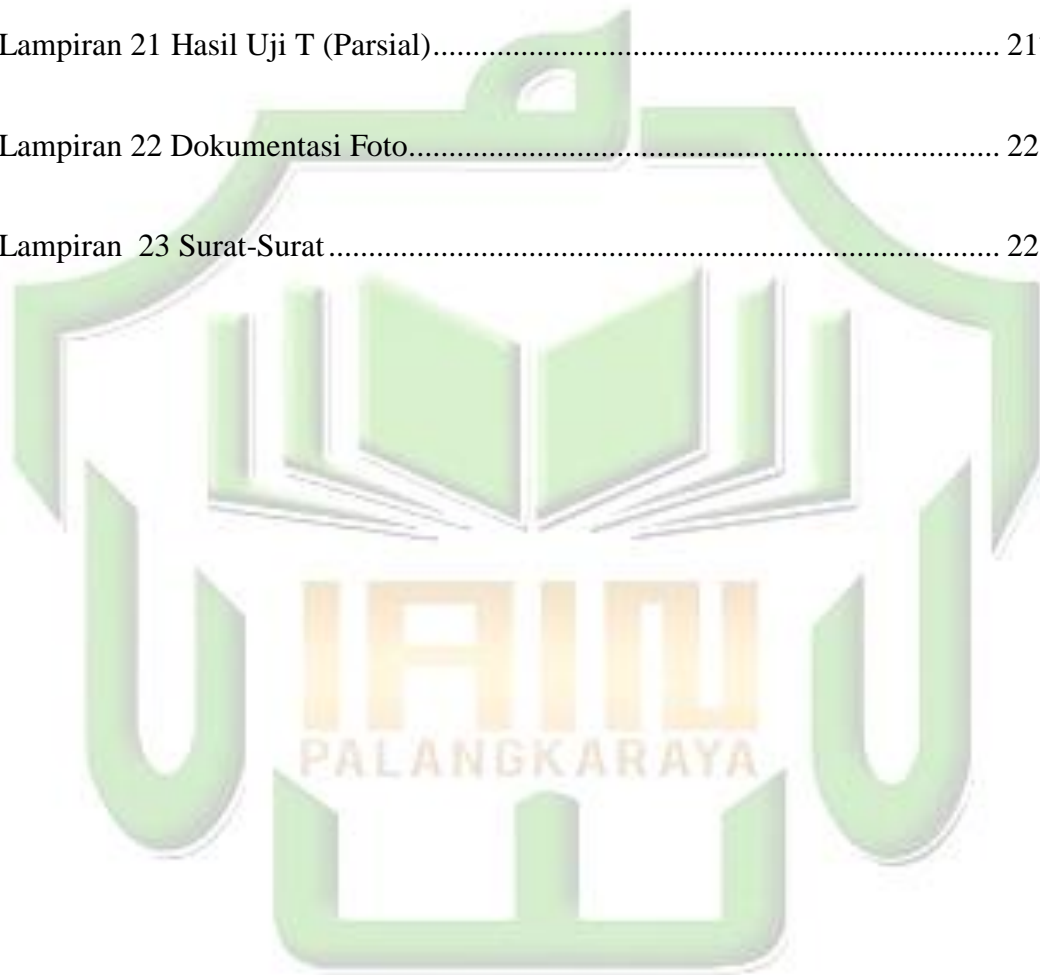 Lampiran 21 Hasil Uji T (Parsial)....................................................................... 21
Lampiran 22 Dokumentasi Foto.......................................................................... 22
Lampiran  23 Surat-Surat.................................................................................... 22
IAIN
PALANGKARAYA